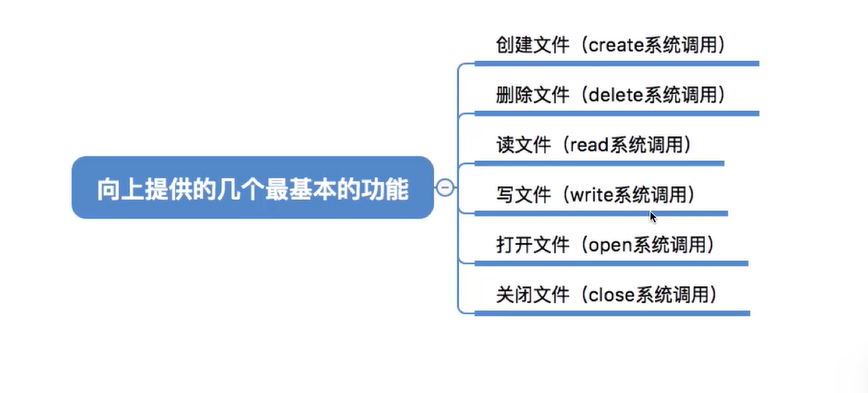 向上提供的几个最基本的功能
创建文件（create系统调用）
删除文件（delete系统调用）
读文件（read系统调用）
写文件（write系统调用）
打开文件（open系统调用）
关闭文件（close系统调用）